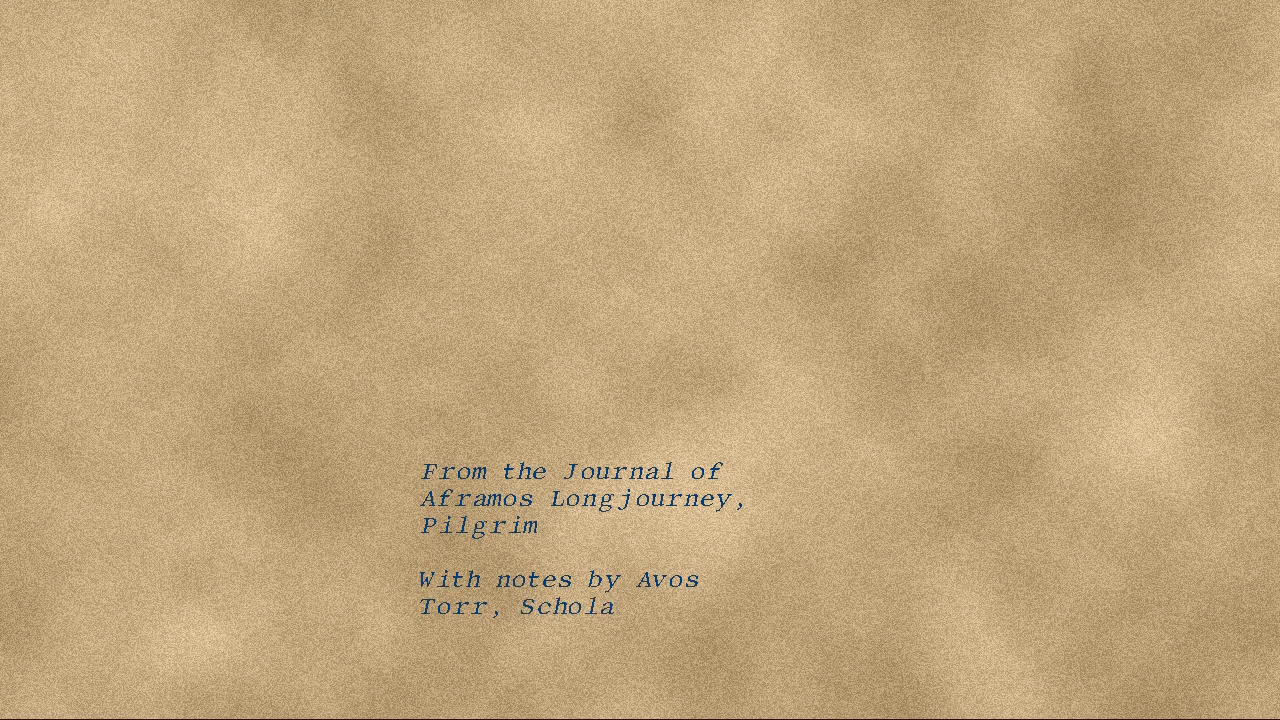 From the Journal of
Aframos Longjourney,
Pilgrim
With notes by Avos
Torr, Schola